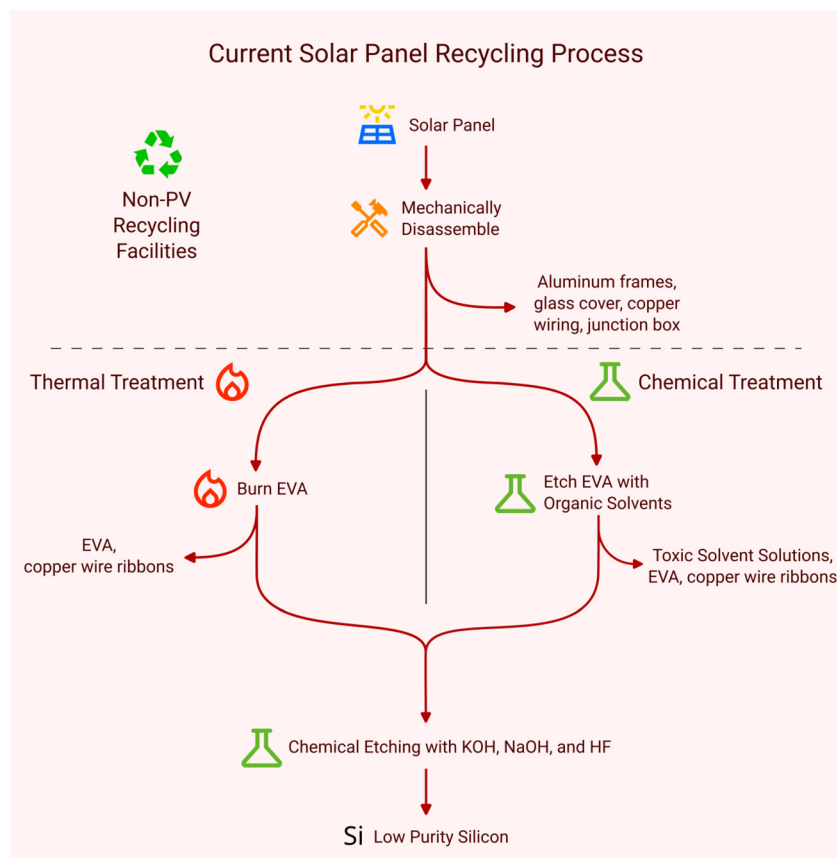 Current Solar Panel Recycling Process
Solar Panel
Non-PV
Recycling
Facilities
Mechanically
Disassemble
Aluminum frames,
glass cover, copper
wiring, junction box
Thermal Treatment
Chemical Treatment
Burn EVA
Etch EVA with
Organic Solvents
EVA,
copper wire ribbons
Toxic Solvent Solutions,
EVA, copper wire ribbons
Chemical Etching with KOH, NaOH, and HF
Si Low Purity Silicon